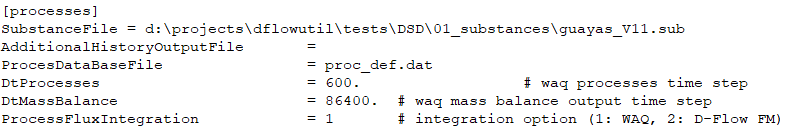 [processes]
SubstanceFile = d:\projects\dflowutil\tests\DSD\01_substances\guayas_V11.sub
AdditionalHistoryOutputFile =
ProcesDataBaseFile = proc_def.dat
DtProcesses = 600. # waq processes time step
DtMassBalance = 86400. # waq mass balance output time step
ProcessFluxIntegration = 1 # integration option (1: WAQ, 2: D-Flow FM)